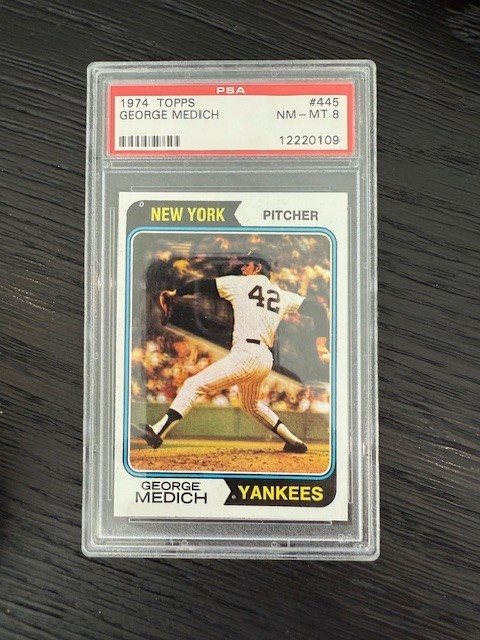 PSA
1974 TOPPS #445
GEORGE MEDICH NM-MT 8
12220109
NEW YORK PITCHER
42
GEORGE
MEDICH
YANKEES